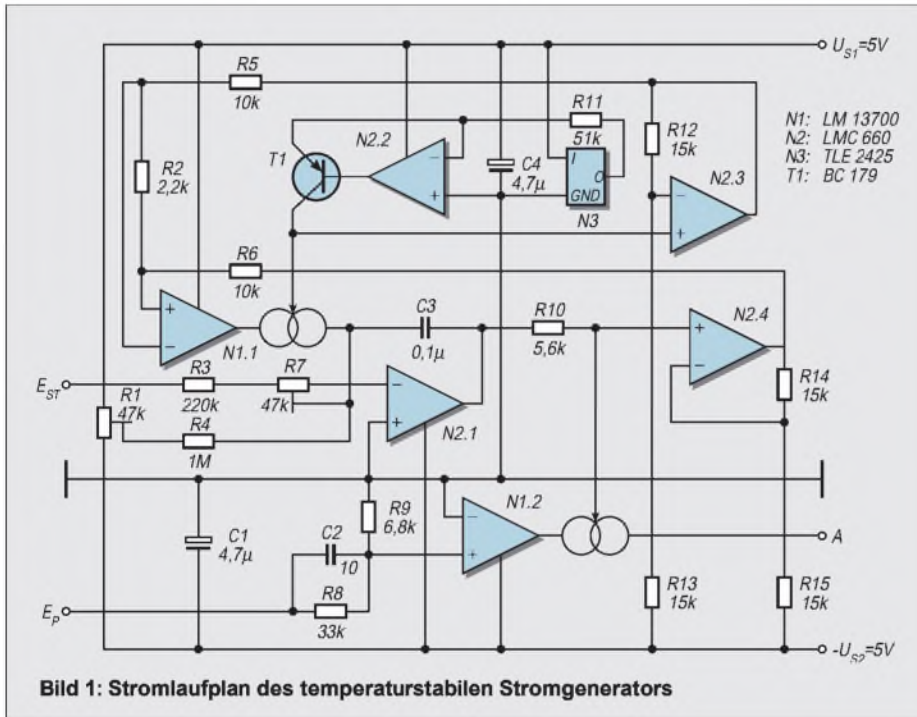 U_S1=5V
R5
10k
R11
51k
N1: LM 13700
N2: LMC 660
N3: TLE 2425
T1: BC 179
N2.2
R12
15k
T1
−
+
C4
4,7µ
I
O
GND
N3
N2.3
−
+
R2
2,2k
R6
10k
C3
0,1µ
R10
5,6k
N2.4
+
−
+
−
N1.1
E_ST
R3
220k
R7
47k
−
+
N2.1
R14
15k
R1
47k
R4
1M
C1
4,7µ
R9
6,8k
N1.2
−
+
C2
10
A
E_P
R8
33k
R13
15k
R15
15k
-U_S2=5V
Bild 1: Stromlaufplan des temperaturstabilen Stromgenerators